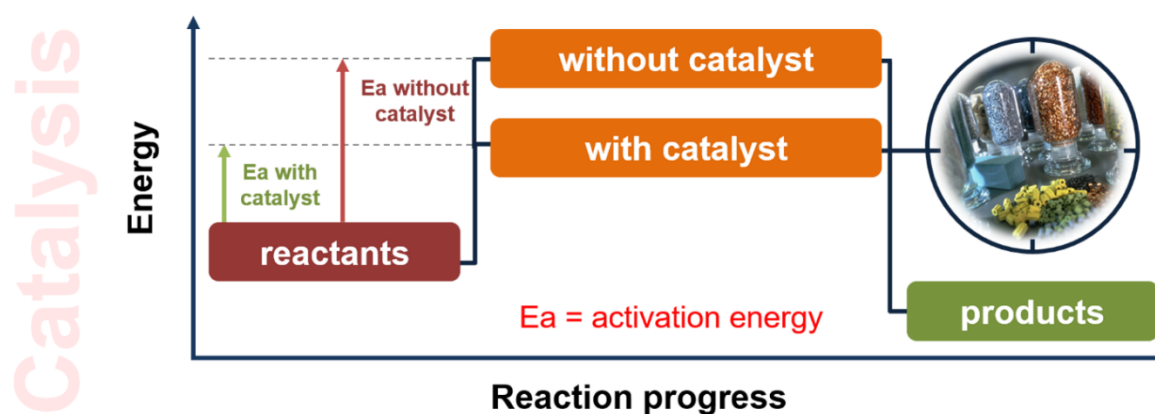 Catalysis
Energy
Ea without
catalyst
Ea with
catalyst
reactants
without catalyst
with catalyst
Ea = activation energy
products
Reaction progress